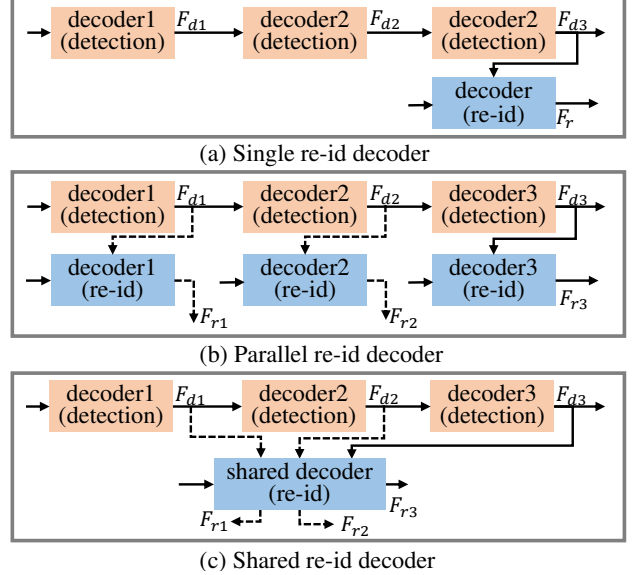 decoder1 F_{d1} decoder2 F_{d2} decoder2 F_{d3}
(detection) (detection) (detection)
decoder
(re-id) F_r
(a) Single re-id decoder
decoder1 F_{d1} decoder2 F_{d2} decoder3 F_{d3}
(detection) (detection) (detection)
decoder1 decoder2 decoder3
(re-id) (re-id) (re-id) F_{r3}
F_{r1} F_{r2}
(b) Parallel re-id decoder
decoder1 F_{d1} decoder2 F_{d2} decoder3 F_{d3}
(detection) (detection) (detection)
shared decoder
(re-id) F_{r3}
F_{r1} F_{r2}
(c) Shared re-id decoder